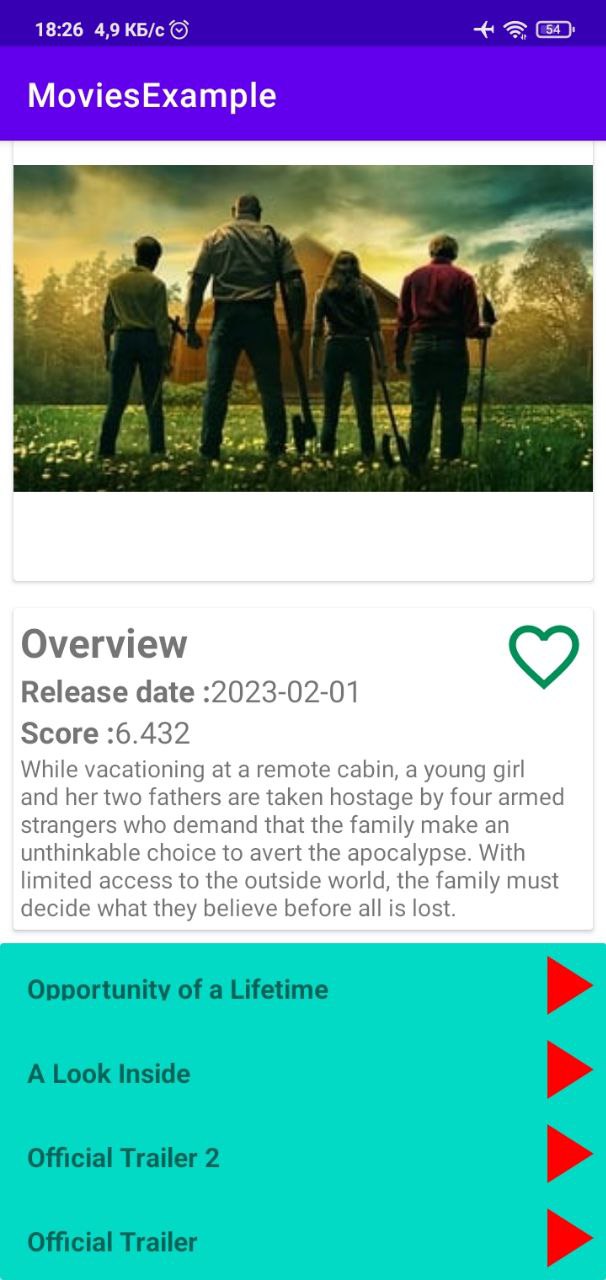 18:26 4,9 КБ/с 54
MoviesExample
Overview
Release date :2023-02-01
Score :6.432
While vacationing at a remote cabin, a young girl
and her two fathers are taken hostage by four armed
strangers who demand that the family make an
unthinkable choice to avert the apocalypse. With
limited access to the outside world, the family must
decide what they believe before all is lost.
Opportunity of a Lifetime
A Look Inside
Official Trailer 2
Official Trailer